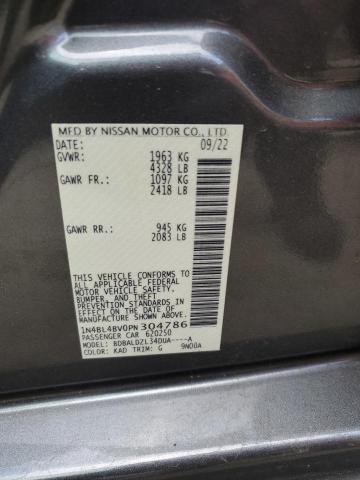 MFD BY NISSAN MOTOR CO., LTD.
DATE: 09/22
GVWR: 1963 KG
4328 LB
GAWR FR.: 1097 KG
2418 LB
GAWR RR.: 945 KG
2083 LB
THIS VEHICLE CONFORMS TO
ALL APPLICABLE FEDERAL
MOTOR VEHICLE SAFETY,
BUMPER, AND THEFT
PREVENTION STANDARDS
IN EFFECT ON THE DATE OF
MANUFACTURE SHOWN ABOVE.
1N4BL4BV0PN304786
PASSENGER CAR 620250
MODEL: BDBALDZL34DUA----A
COLOR: KAD TRIM: G 9N00A